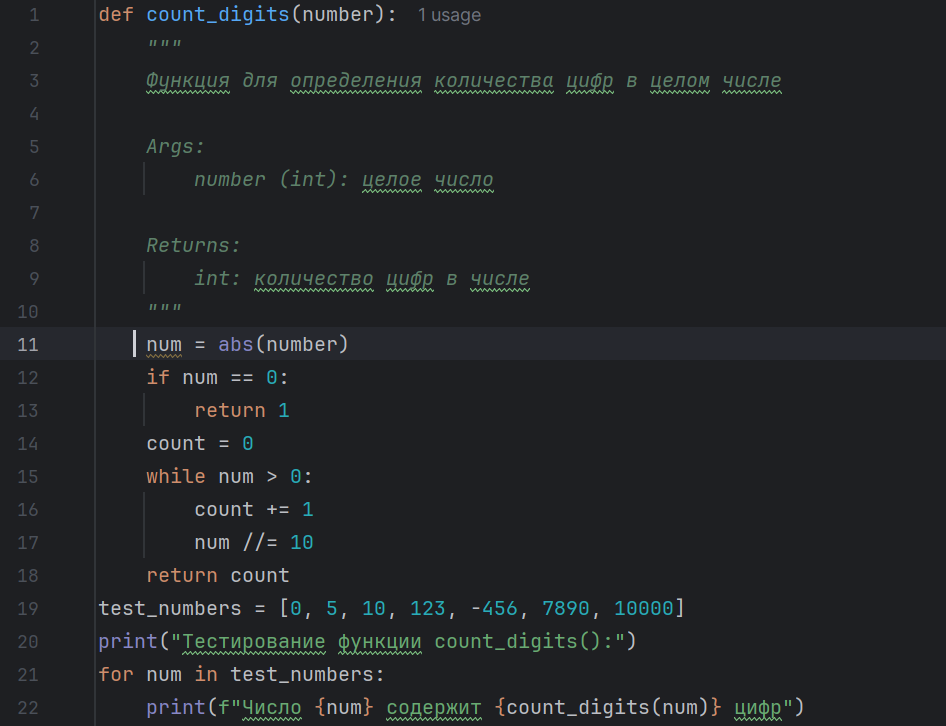 1 def count_digits(number): 1 usage
2 """
3 Функция для определения количества цифр в целом числе
4
5 Args:
6 number (int): целое число
7
8 Returns:
9 int: количество цифр в числе
10 """
11 num = abs(number)
12 if num == 0:
13 return 1
14 count = 0
15 while num > 0:
16 count += 1
17 num //= 10
18 return count
19 test_numbers = [0, 5, 10, 123, -456, 7890, 10000]
20 print("Тестирование функции count_digits():")
21 for num in test_numbers:
22 print(f"Число {num} содержит {count_digits(num)} цифр")